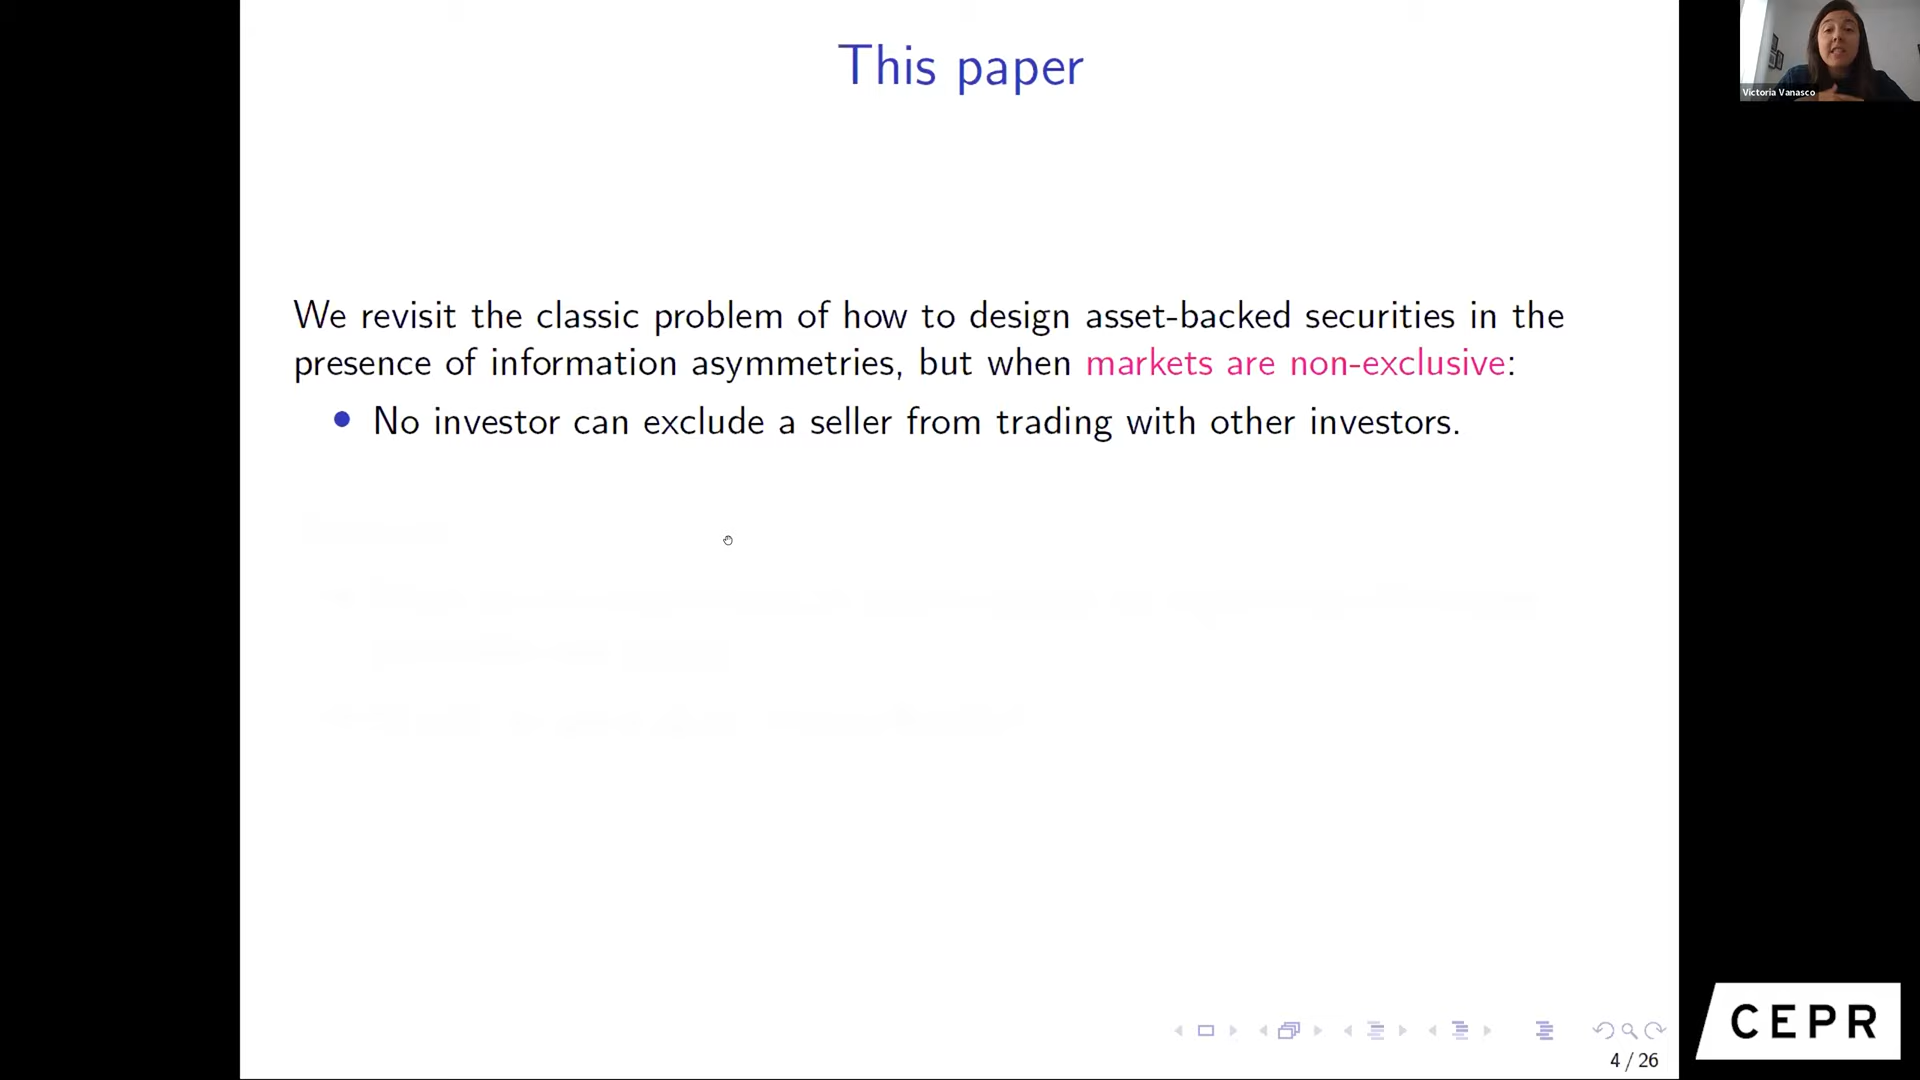 This paper
Victoria Vanasco
We revisit the classic problem of how to design asset-backed securities in the
presence of information asymmetries, but when markets are non-exclusive:
• No investor can exclude a seller from trading with other investors.
4 / 26
CEPR